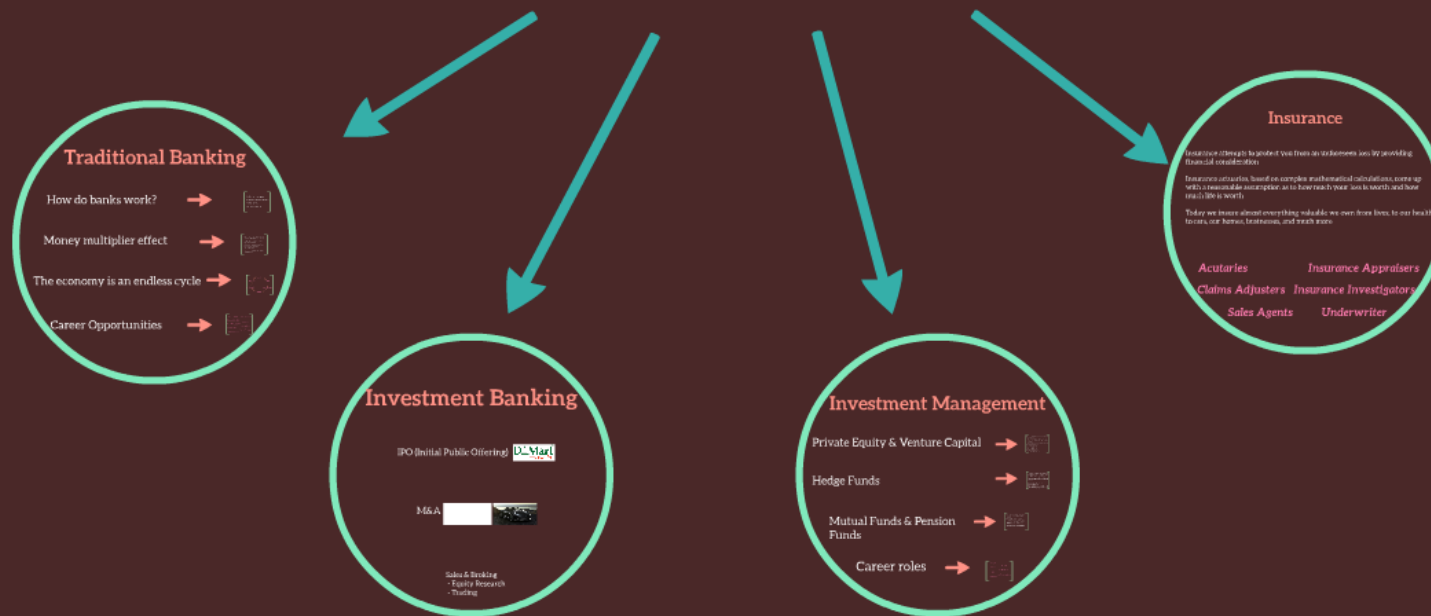 Traditional Banking
How do banks work?
Money multiplier effect
The economy is an endless cycle
Career Opportunities
Investment Banking
IPO (Initial Public Offering)
D Mart
M&A
Sales & Broking
- Equity Research
- Trading
Investment Management
Private Equity & Venture Capital
Hedge Funds
Mutual Funds & Pension
Funds
Career roles
Insurance
Insurance attempts to protect you from an unforeseen loss by providing
financial consideration
Insurance actuaries, based on complex mathematical calculations, come up
with a reasonable assumption as to how much your loss is worth and how
much life is worth
Today we insure almost everything valuable we own from lives, to our health
to cars, our homes, businesses, and much more
Acutaries
Insurance Appraisers
Claims Adjusters
Insurance Investigators
Sales Agents
Underwriter